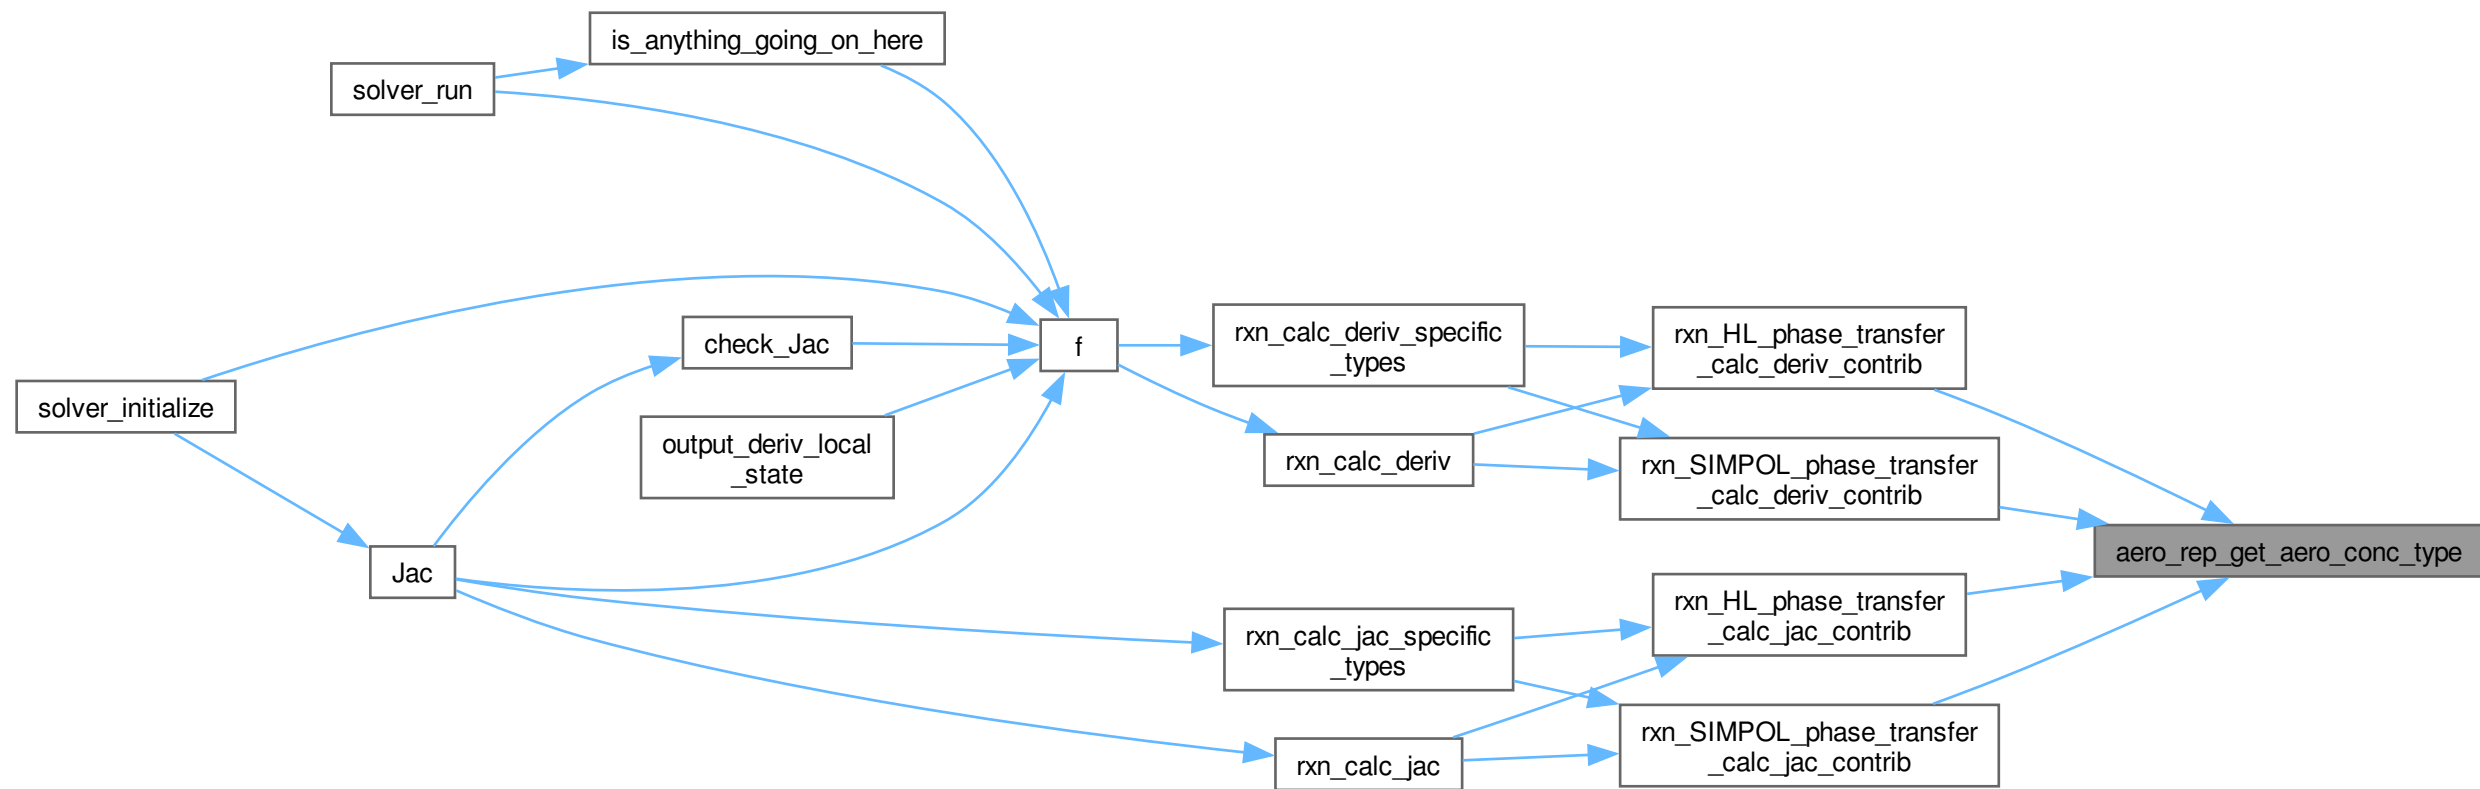 is_anything_going_on_here
solver_run
solver_initialize
check_Jac
output_deriv_local
_state
Jac
f
rxn_calc_deriv_specific
_types
rxn_calc_deriv
rxn_calc_jac_specific
_types
rxn_calc_jac
rxn_HL_phase_transfer
_calc_deriv_contrib
rxn_SIMPOL_phase_transfer
_calc_deriv_contrib
rxn_HL_phase_transfer
_calc_jac_contrib
rxn_SIMPOL_phase_transfer
_calc_jac_contrib
aero_rep_get_aero_conc_type